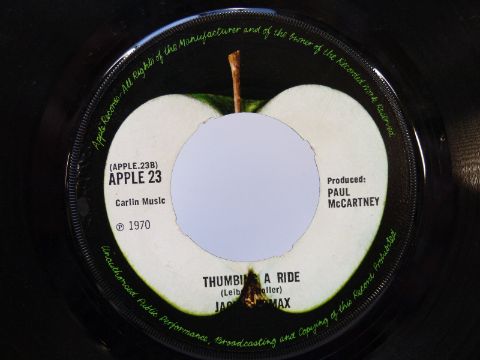 Apple Records. All Rights of the Manufacturer and of the Owner of the Recorded Work Reserved
(APPLE.23B)
APPLE 23
Carlin Music
℗ 1970
Produced:
PAUL
McCARTNEY
A RIDE
Unauthorised Public Performance, Broadcasting and Copying of this Record Prohibited